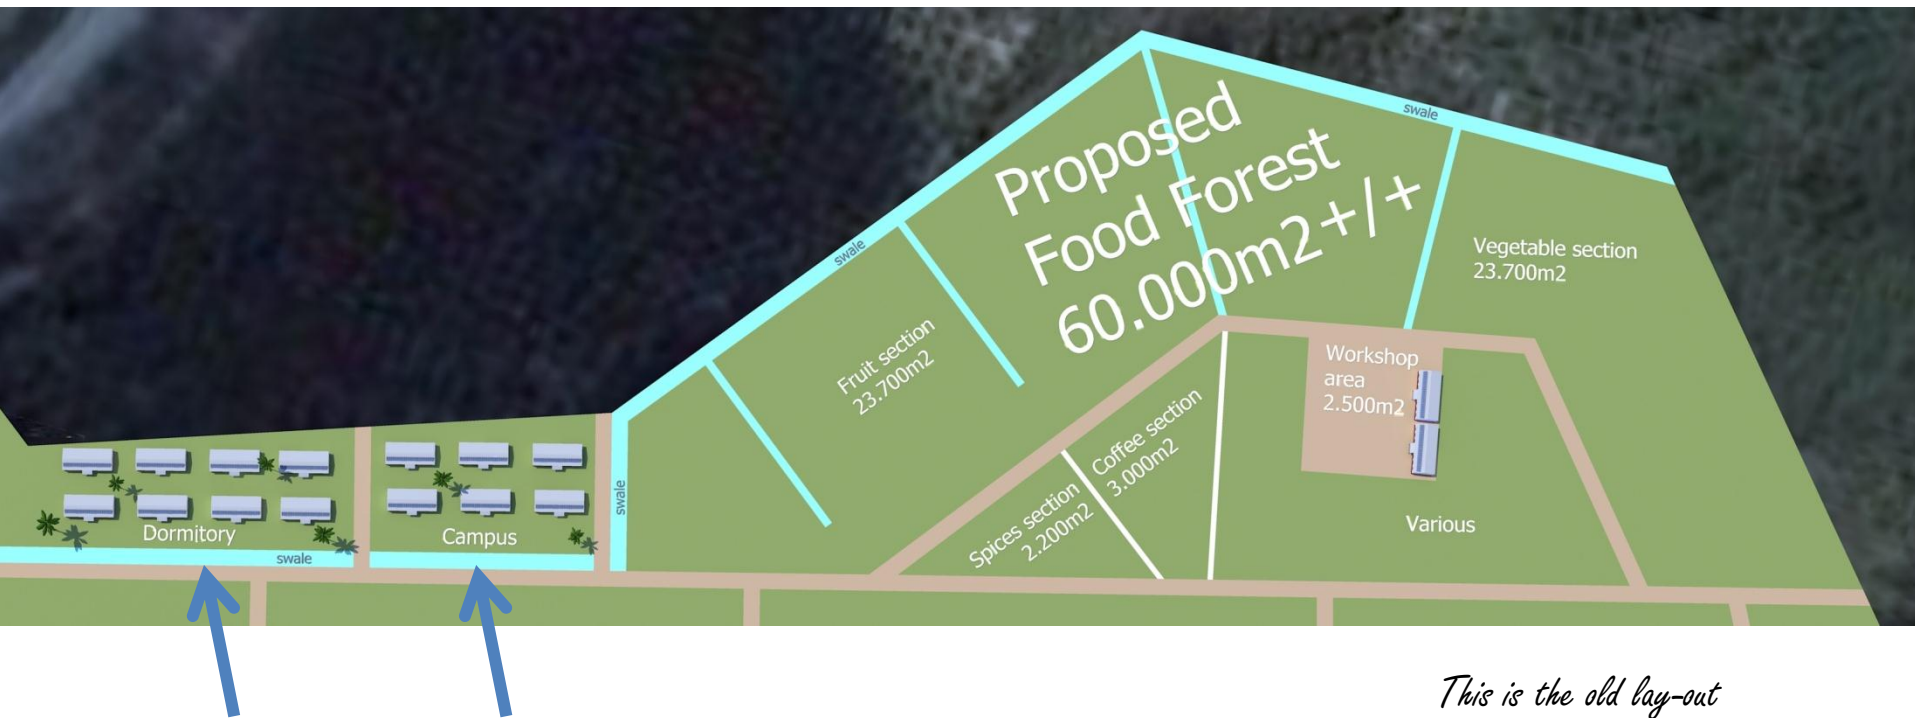 Proposed
Food Forest
60.000m2+/+
swale
swale
Vegetable section
23.700m2
Fruit section
23.700m2
Workshop
area
2.500m2
Coffee section
3.000m2
Spices section
2.200m2
Various
swale
Dormitory
Campus
swale
This is the old lay-out